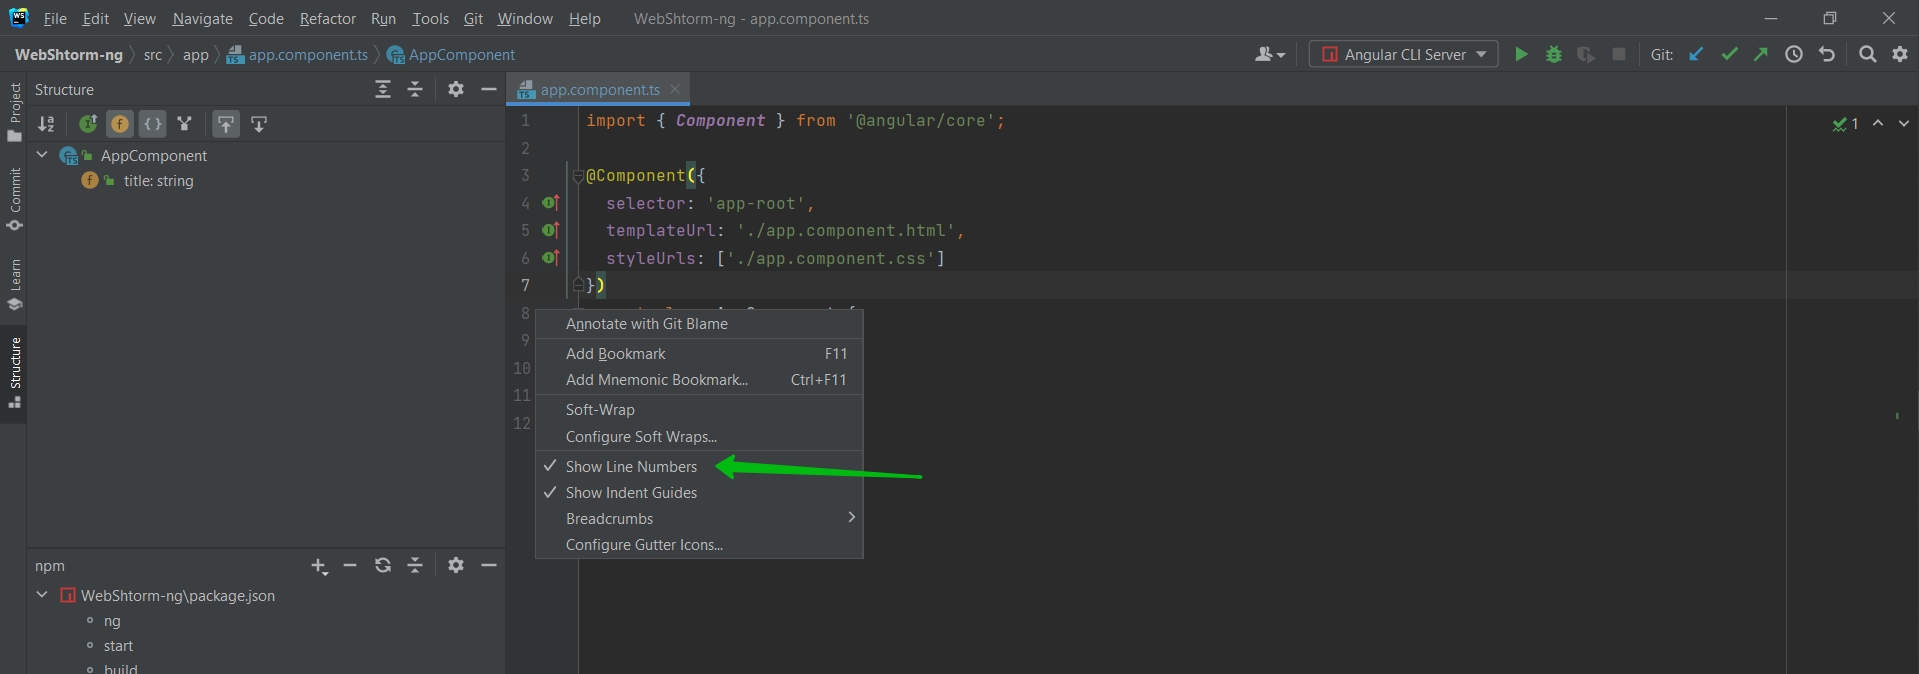 WS File Edit View Navigate Code Refactor Run Tools Git Window Help WebShtorm-ng - app.component.ts
WebShtorm-ng src app app.component.ts AppComponent Angular CLI Server Git:
Project
Commit
Learn
Structure
Structure
AppComponent
title: string
npm
WebShtorm-ng\package.json
ng
start
build
app.component.ts
1 import { Component } from '@angular/core';
2
3 @Component({
4 selector: 'app-root',
5 templateUrl: './app.component.html',
6 styleUrls: ['./app.component.css']
7 })
8
9
10
11
12
1
Annotate with Git Blame
Add Bookmark F11
Add Mnemonic Bookmark... Ctrl+F11
Soft-Wrap
Configure Soft Wraps...
Show Line Numbers
Show Indent Guides
Breadcrumbs
Configure Gutter Icons...